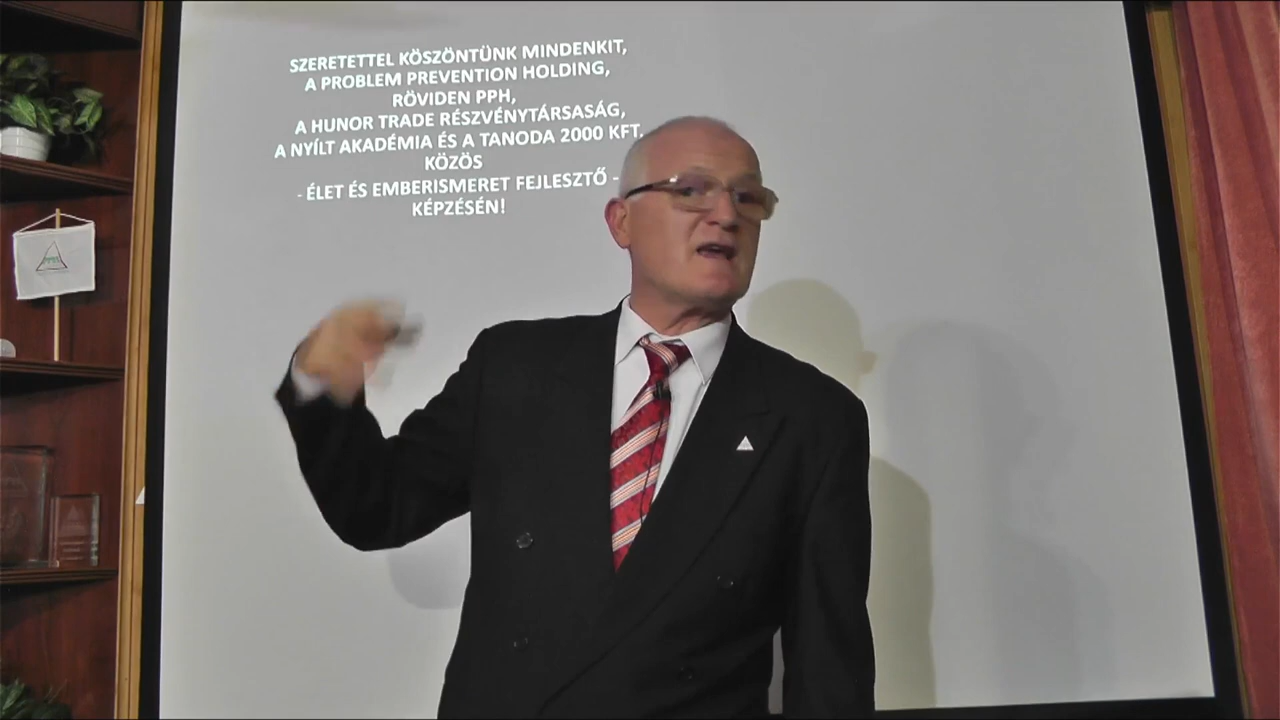 SZERETETTEL KÖSZÖNTÜNK MINDENKIT,
A PROBLEM PREVENTION HOLDING,
RÖVIDEN PPH,
A HUNOR TRADE RÉSZVÉNYTÁRSASÁG,
A NYÍLT AKADÉMIA ÉS A TANODA 2000 KFT.
KÖZÖS
- ÉLET ÉS EMBERISMERET FEJLESZTŐ -
KÉPZÉSÉN!